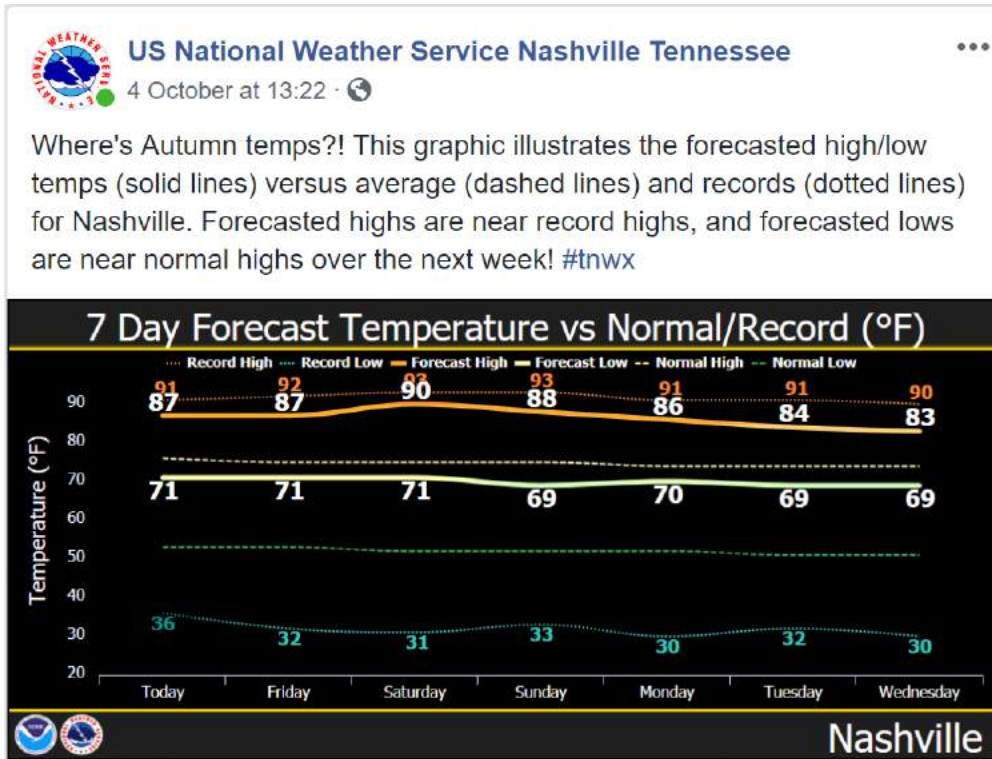 US National Weather Service Nashville Tennessee
4 October at 13:22 ·
Where's Autumn temps?! This graphic illustrates the forecasted high/low
temps (solid lines) versus average (dashed lines) and records (dotted lines)
for Nashville. Forecasted highs are near record highs, and forecasted lows
are near normal highs over the next week! #tnwx
7 Day Forecast Temperature vs Normal/Record (°F)
Record High Record Low Forecast High Forecast Low Normal High Normal Low
91 92 93 91 91 90
87 87 90 88 86 84 83
71 71 71 69 70 69 69
36 32 31 33 30 32 30
Temperature (°F)
90
80
70
60
50
40
30
20
Today Friday Saturday Sunday Monday Tuesday Wednesday
Nashville